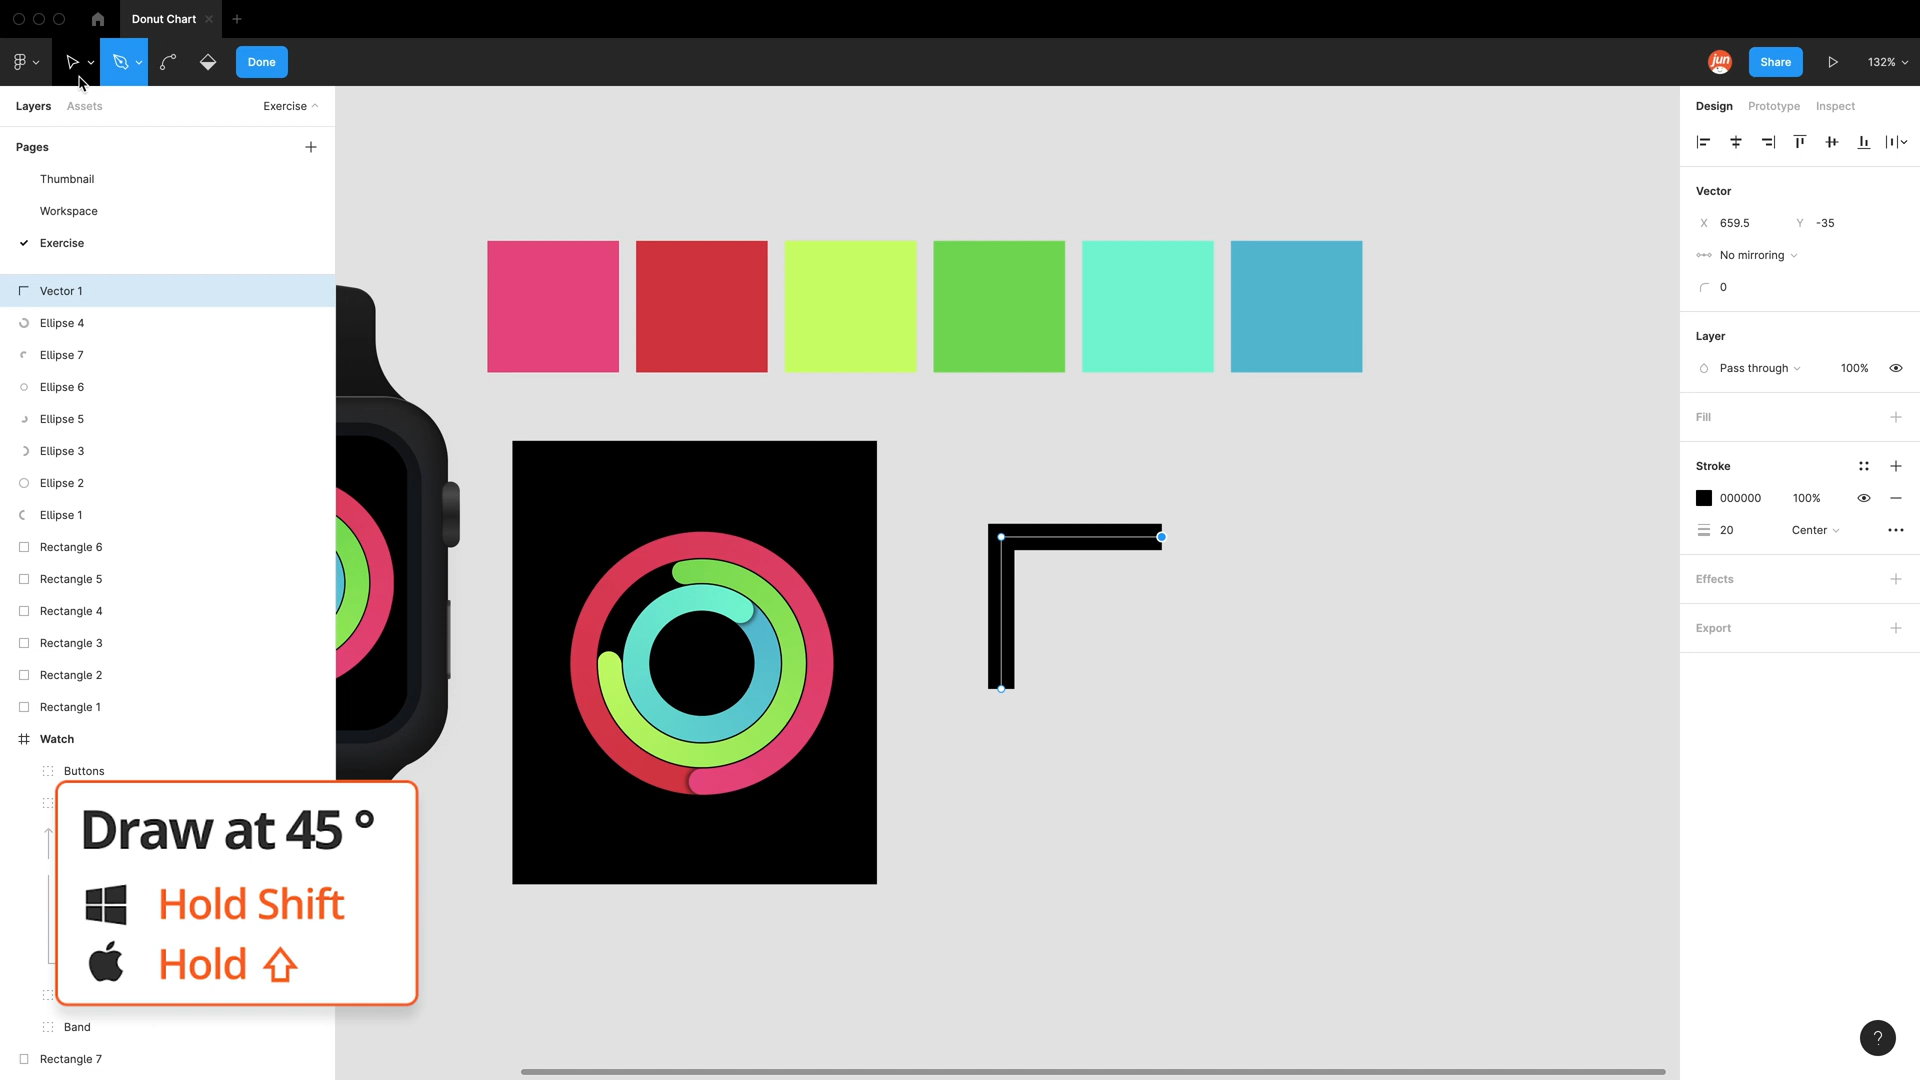 Donut Chart
Done
jun
Share
132%
Layers
Assets
Exercise
Pages
Thumbnail
Workspace
Exercise
Vector 1
Ellipse 4
Ellipse 7
Ellipse 6
Ellipse 5
Ellipse 3
Ellipse 2
Ellipse 1
Rectangle 6
Rectangle 5
Rectangle 4
Rectangle 3
Rectangle 2
Rectangle 1
Watch
Buttons
Band
Rectangle 7
Draw at 45 °
Hold Shift
Hold
Design
Prototype
Inspect
Vector
X 659.5 Y -35
No mirroring
0
Layer
Pass through 100%
Fill
Stroke
000000 100%
20 Center
Effects
Export
?